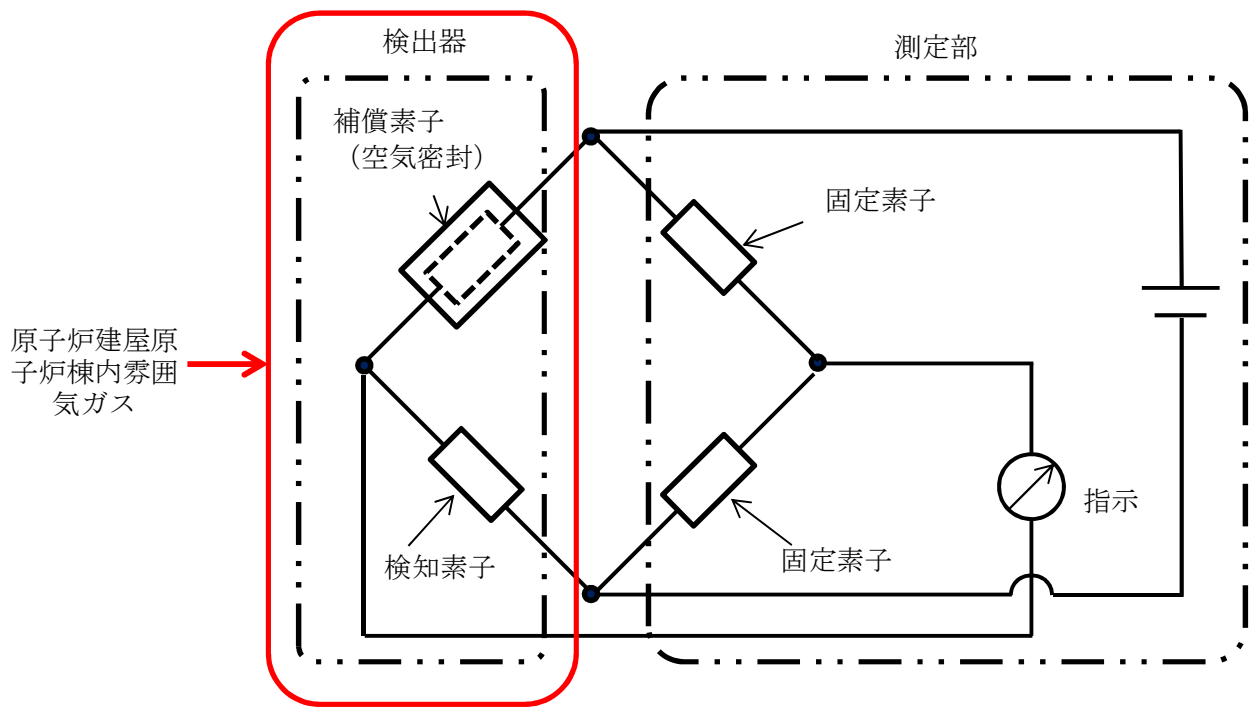 検出器
測定部
補償素子
（空気密封）
固定素子
原子炉建屋原
子炉棟内雰囲
気ガス
指示
検知素子
固定素子